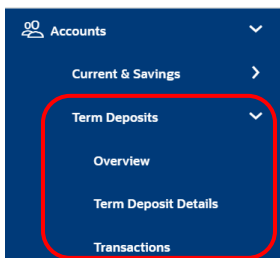 Accounts
Current & Savings
Term Deposits
Overview
Term Deposit Details
Transactions